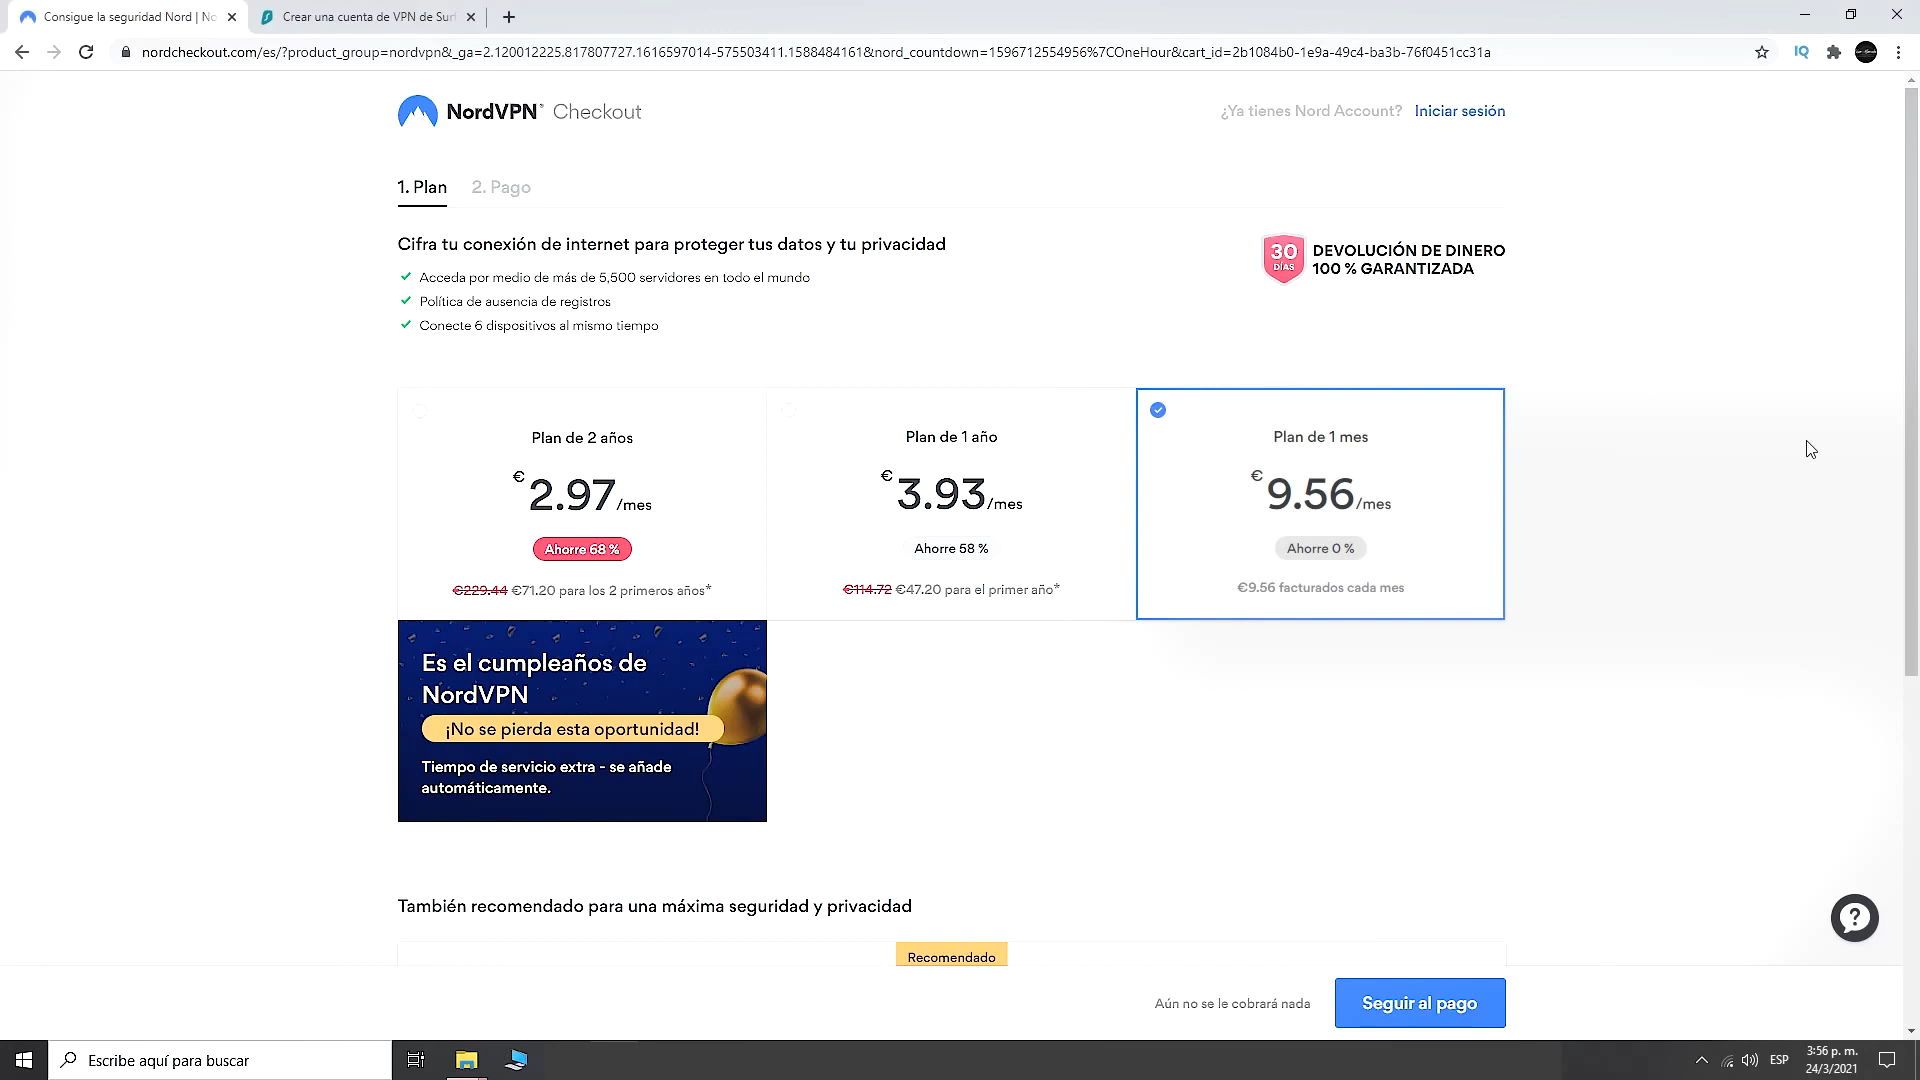 Consigue la seguridad Nord | No
Crear una cuenta de VPN de Surf
nordcheckout.com/es/?product_group=nordvpn&_ga=2.120012225.817807727.1616597014-575503411.1588484161&nord_countdown=1596712554956%7COneHour&cart_id=2b1084b0-1e9a-49c4-ba3b-76f0451cc31a
IQ
NordVPN® Checkout
¿Ya tienes Nord Account? Iniciar sesión
1. Plan
2. Pago
Cifra tu conexión de internet para proteger tus datos y tu privacidad
Acceda por medio de más de 5,500 servidores en todo el mundo
Política de ausencia de registros
Conecte 6 dispositivos al mismo tiempo
30
DÍAS
DEVOLUCIÓN DE DINERO
100 % GARANTIZADA
Plan de 2 años
€ 2.97/mes
Ahorre 68 %
€229.44 €71.20 para los 2 primeros años*
Plan de 1 año
€ 3.93/mes
Ahorre 58 %
€114.72 €47.20 para el primer año*
Plan de 1 mes
€ 9.56/mes
Ahorre 0 %
€9.56 facturados cada mes
Es el cumpleaños de
NordVPN
¡No se pierda esta oportunidad!
Tiempo de servicio extra - se añade
automáticamente.
También recomendado para una máxima seguridad y privacidad
Recomendado
Aún no se le cobrará nada
Seguir al pago
?
Escribe aquí para buscar
ESP
3:56 p. m.
24/3/2021